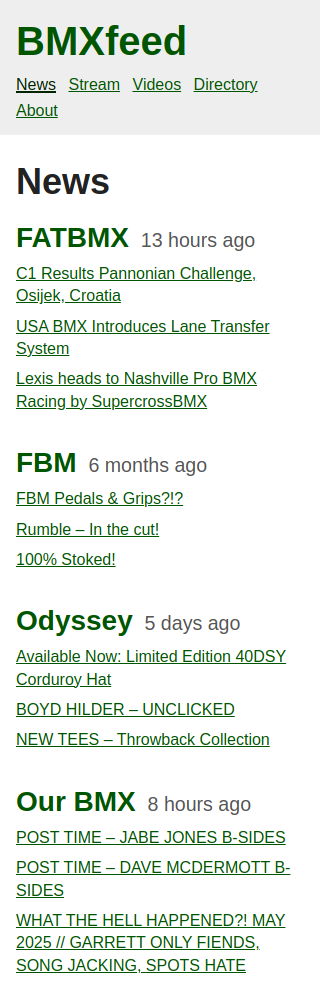 BMXfeed
News Stream Videos Directory
About
News
FATBMX 13 hours ago
C1 Results Pannonian Challenge,
Osijek, Croatia
USA BMX Introduces Lane Transfer
System
Lexis heads to Nashville Pro BMX
Racing by SupercrossBMX
FBM 6 months ago
FBM Pedals & Grips?!?
Rumble – In the cut!
100% Stoked!
Odyssey 5 days ago
Available Now: Limited Edition 40DSY
Corduroy Hat
BOYD HILDER – UNCLICKED
NEW TEES – Throwback Collection
Our BMX 8 hours ago
POST TIME – JABE JONES B-SIDES
POST TIME – DAVE MCDERMOTT B-
SIDES
WHAT THE HELL HAPPENED?! MAY
2025 // GARRETT ONLY FIENDS,
SONG JACKING, SPOTS HATE